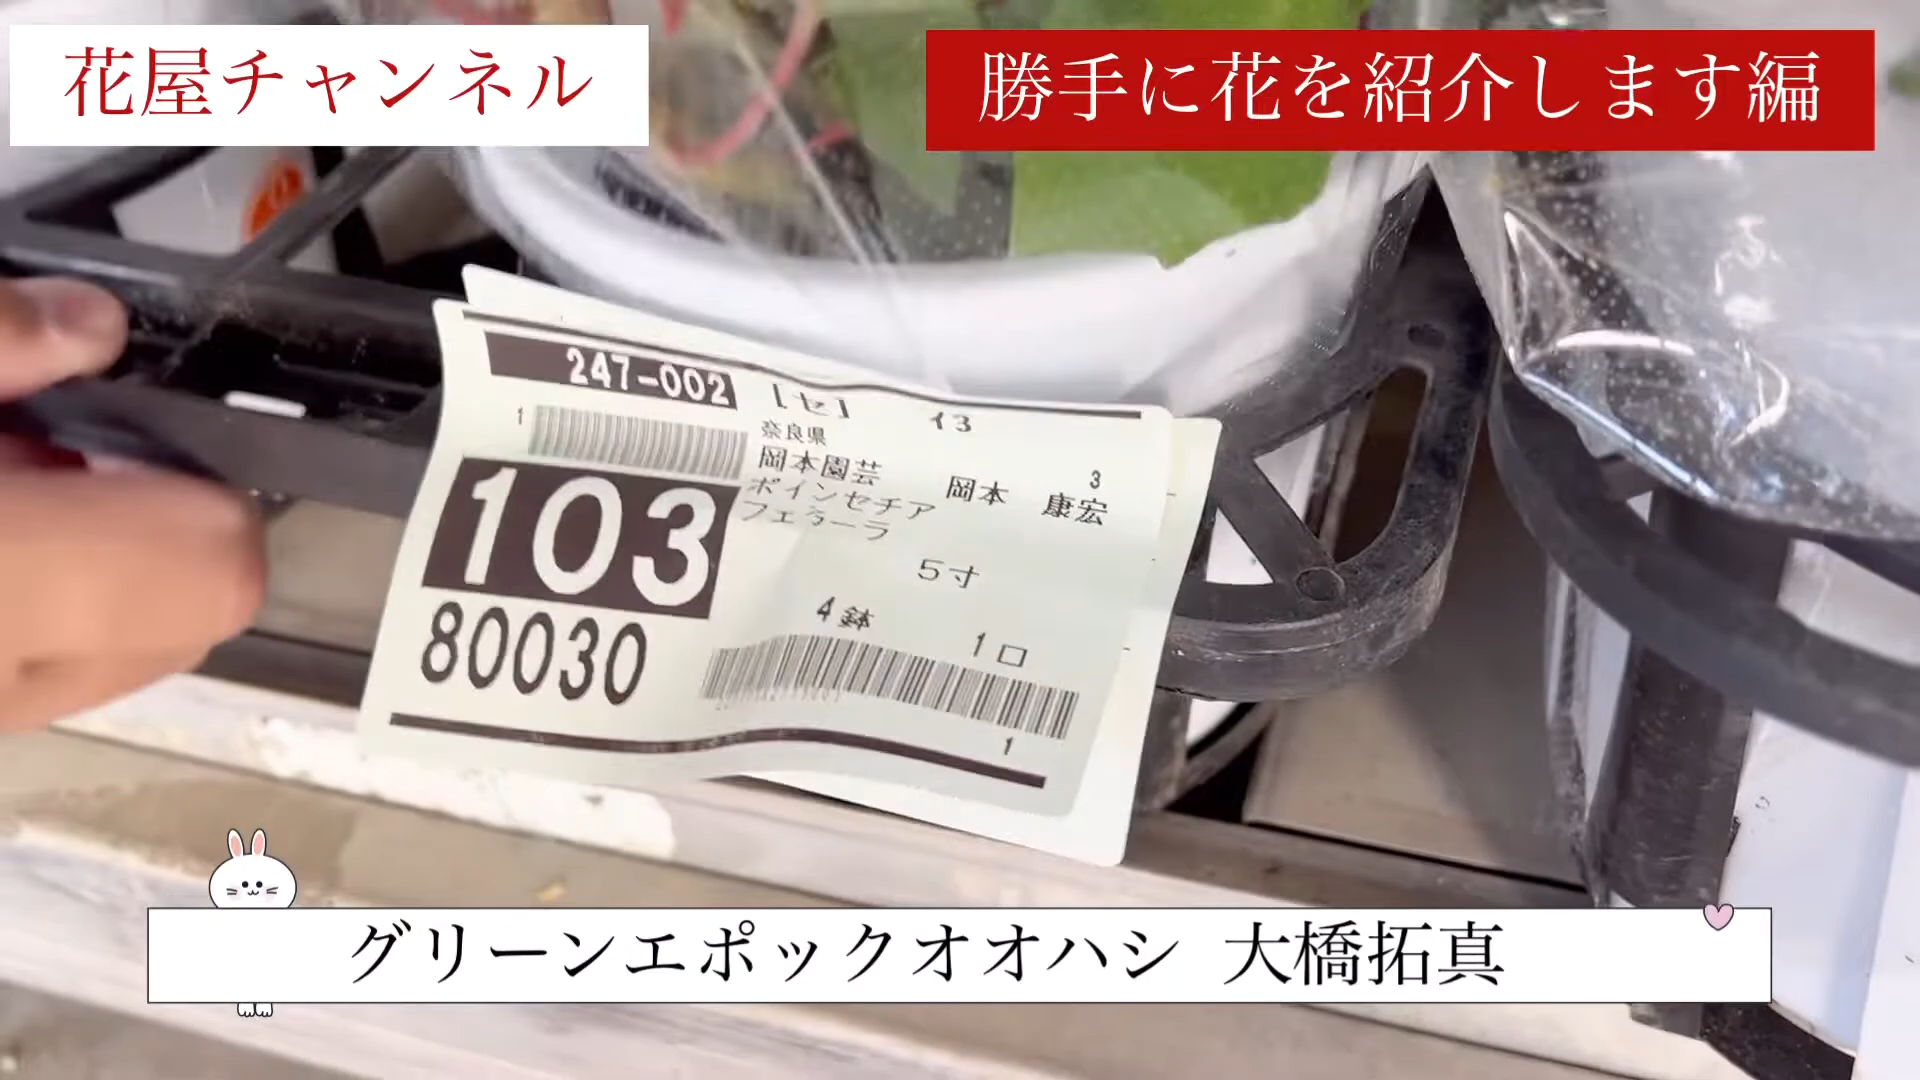 花屋チャンネル
勝手に花を紹介します編
247-002
[セ]
イ3
1
奈良県
岡本園芸
岡本 康宏
3
103
ポインセチア
フェラーラ
5寸
80030
4鉢
1口
1
グリーンエポックオオハシ 大橋拓真